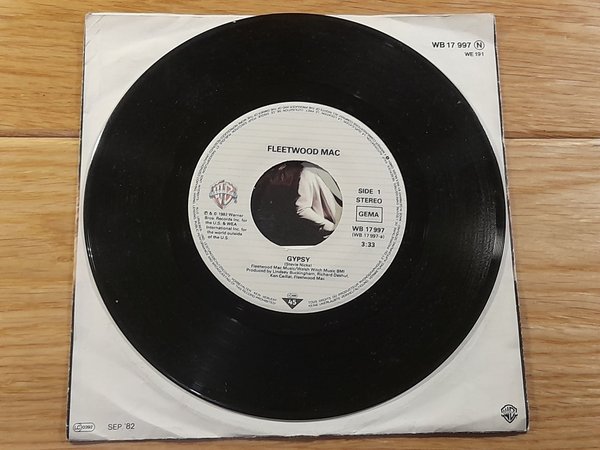 WB 17 997 N
WE 191
FLEETWOOD MAC
SIDE 1
STEREO
GEMA
WB 17 997
(WB 17 997-a)
3:33
℗ & © 1982 Warner
Bros. Records Inc. for
the U.S. & WEA
International Inc. for
the world outside
of the U.S.
GYPSY
(Stevie Nicks)
Fleetwood Mac Music/Welsh Witch Music BMI
Produced by Lindsey Buckingham, Richard Dashut,
Ken Caillat, Fleetwood Mac
45
LC 0392
SEP '82